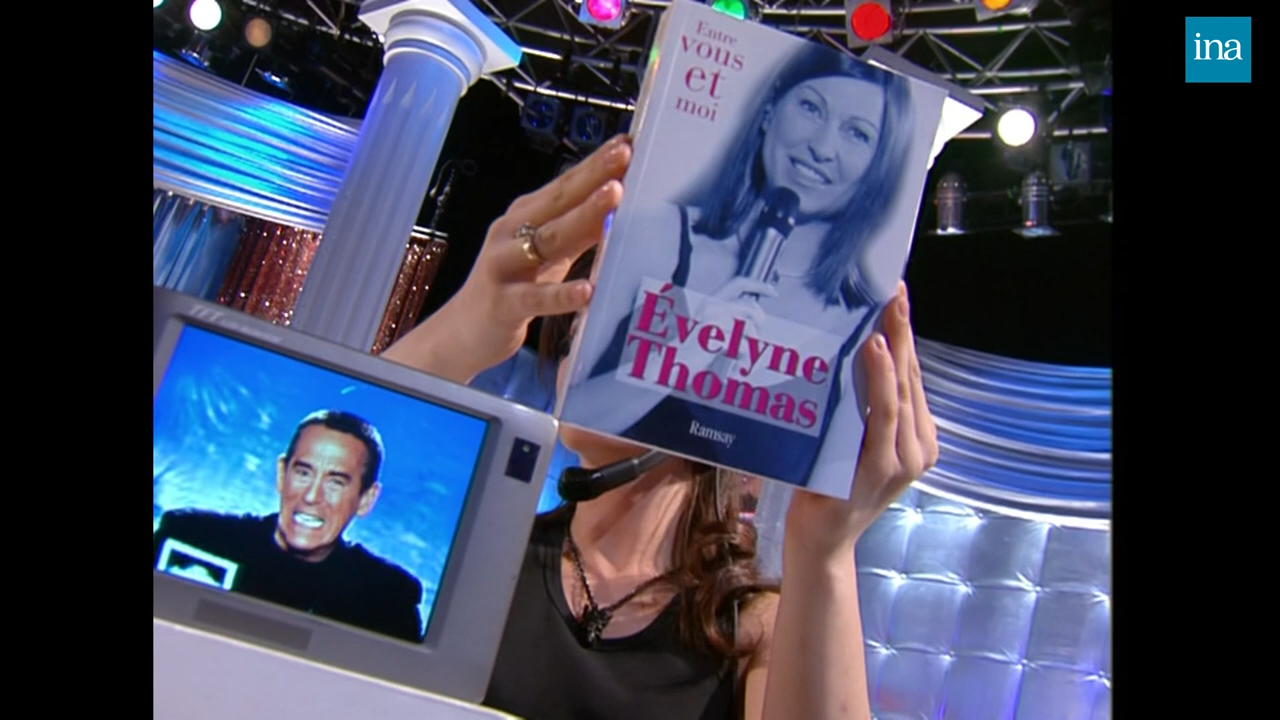 ina
Entre
vous
et
moi
Évelyne
Thomas
Ramsay